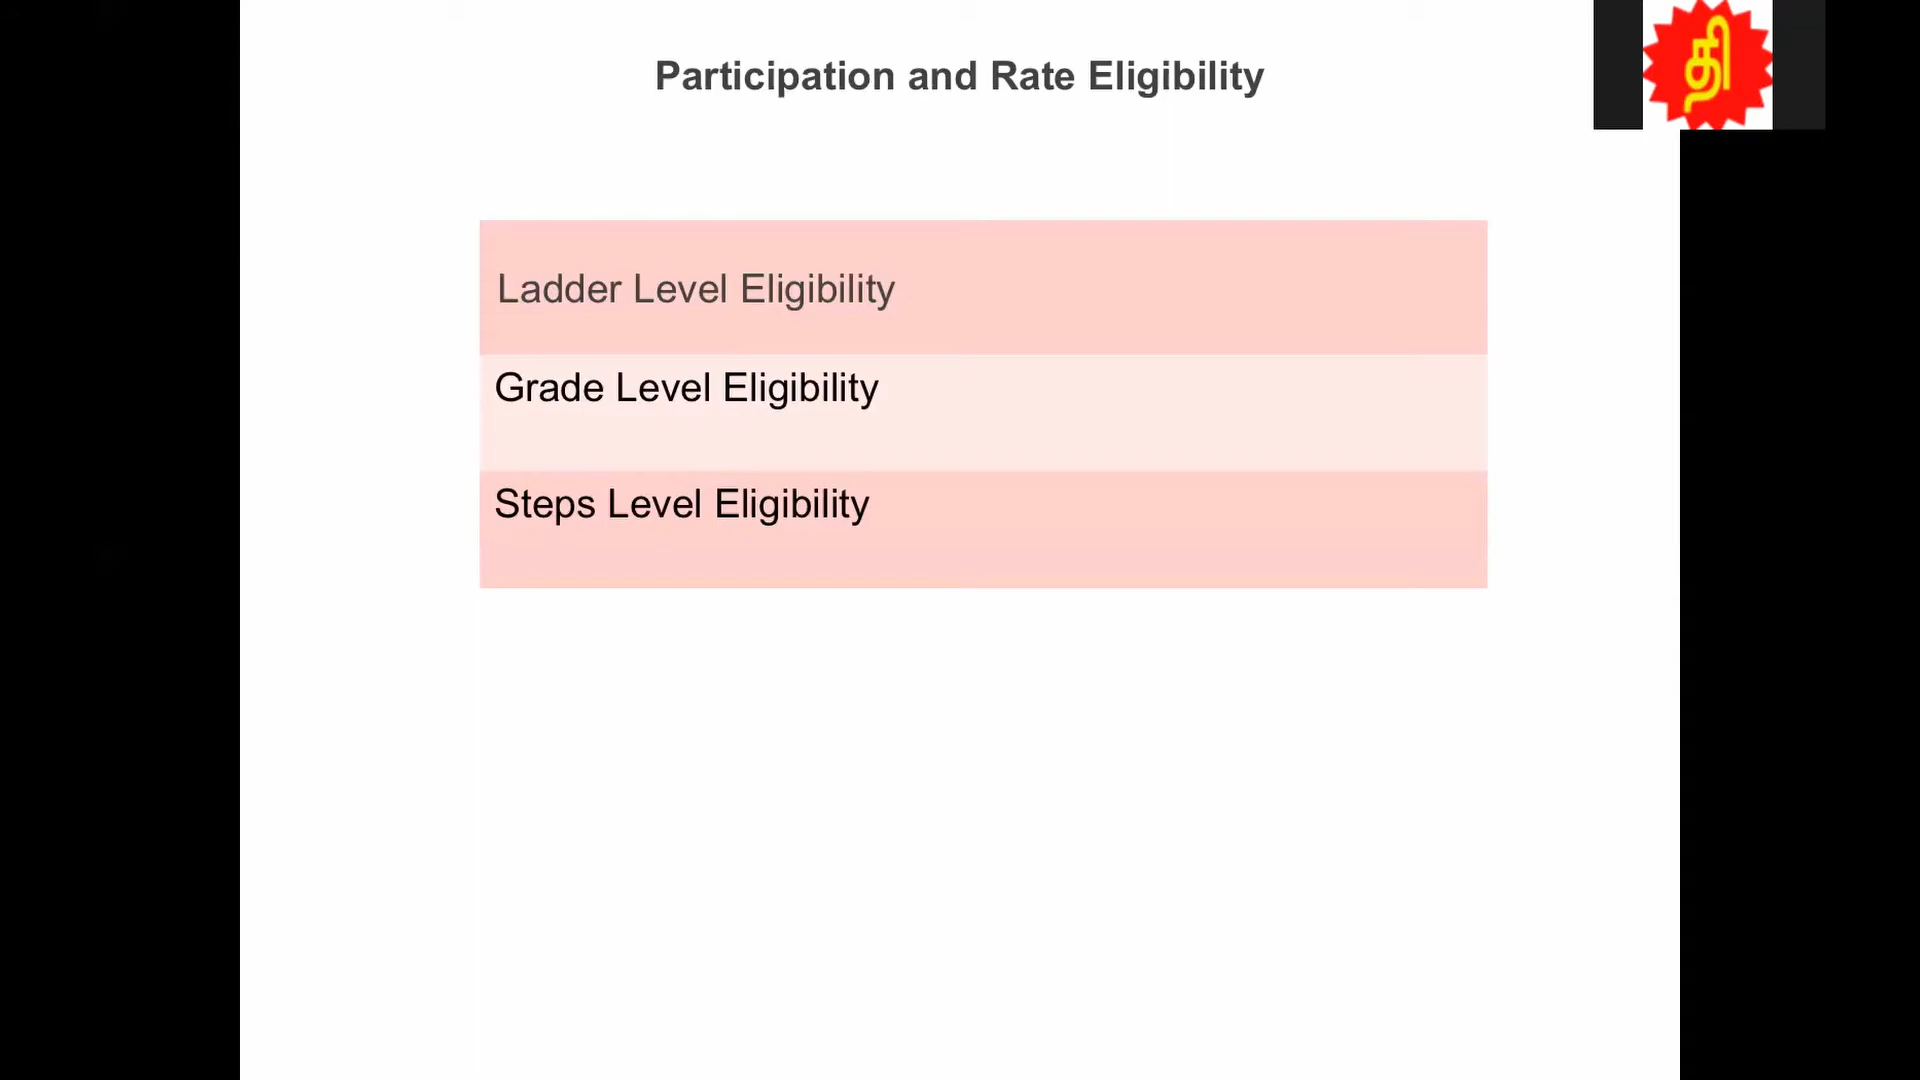 Participation and Rate Eligibility
தி
Ladder Level Eligibility
Grade Level Eligibility
Steps Level Eligibility